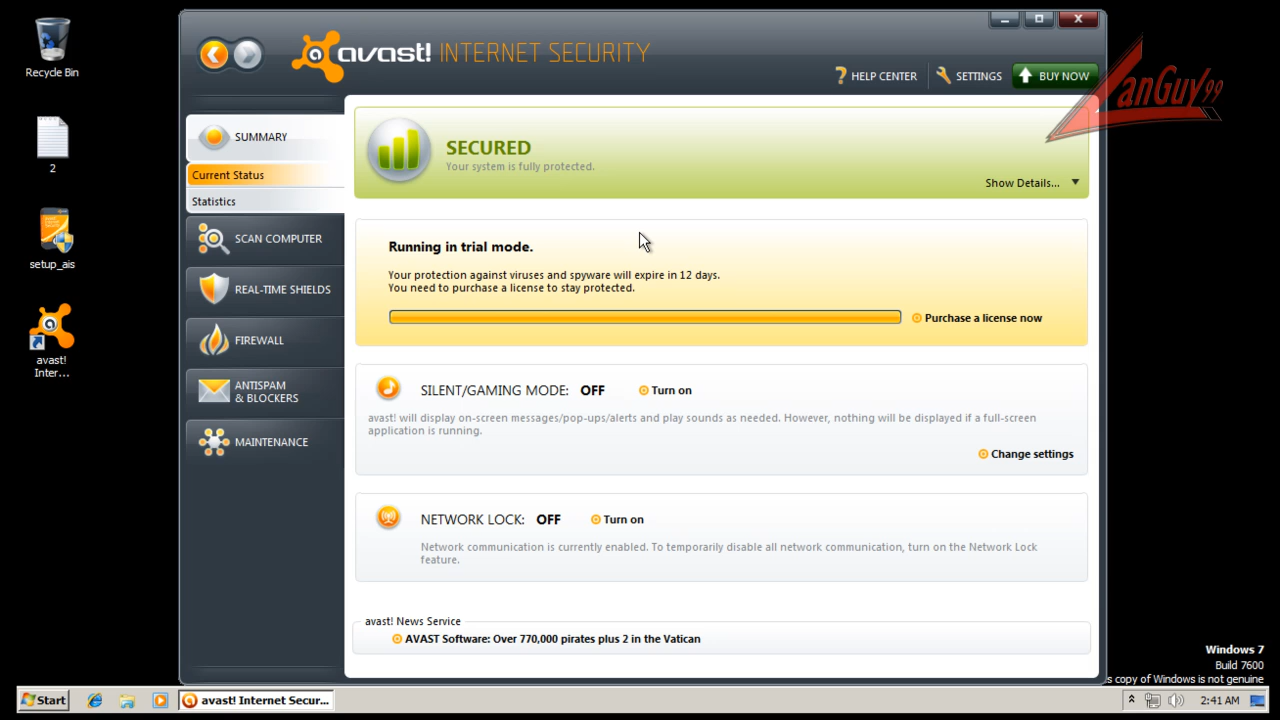 Recycle Bin
2
setup_ais
avast!
Inter...
avast! INTERNET SECURITY
HELP CENTER
SETTINGS
BUY NOW
LanGuy99
SUMMARY
Current Status
Statistics
SCAN COMPUTER
REAL-TIME SHIELDS
FIREWALL
ANTISPAM
& BLOCKERS
MAINTENANCE
SECURED
Your system is fully protected.
Show Details...
Running in trial mode.
Your protection against viruses and spyware will expire in 12 days.
You need to purchase a license to stay protected.
Purchase a license now
SILENT/GAMING MODE: OFF Turn on
avast! will display on-screen messages/pop-ups/alerts and play sounds as needed. However, nothing will be displayed if a full-screen
application is running.
Change settings
NETWORK LOCK: OFF Turn on
Network communication is currently enabled. To temporarily disable all network communication, turn on the Network Lock
feature.
avast! News Service
AVAST Software: Over 770,000 pirates plus 2 in the Vatican
Windows 7
Build 7600
s copy of Windows is not genuine
Start
avast! Internet Secur...
2:41 AM